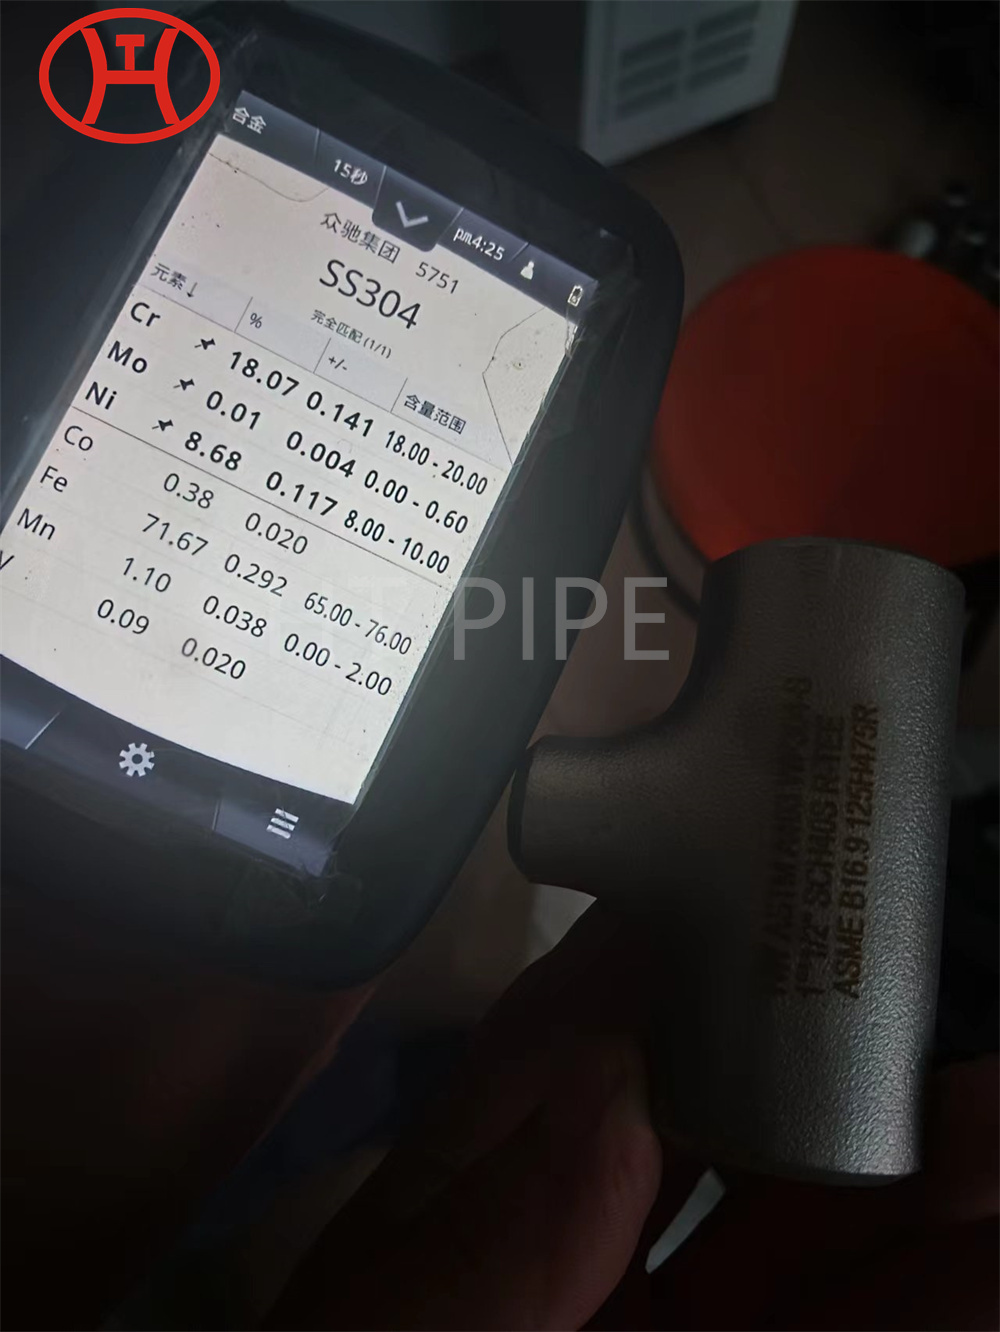 HT
合金
15秒
pm4:25
众驰集团 5751
SS304
完全匹配 (1/1)
元素↓ % +/- 含量范围
Cr 18.07 0.141 18.00 - 20.00
Mo 0.01 0.004 0.00 - 0.60
Ni 8.68 0.117 8.00 - 10.00
Co 0.38 0.020
Fe 71.67 0.292 65.00 - 76.00
Mn 1.10 0.038 0.00 - 2.00
V 0.09 0.020
HT PIPE
ASTM A403
SCH40S R-TEE
ASME B16.9 125H475R